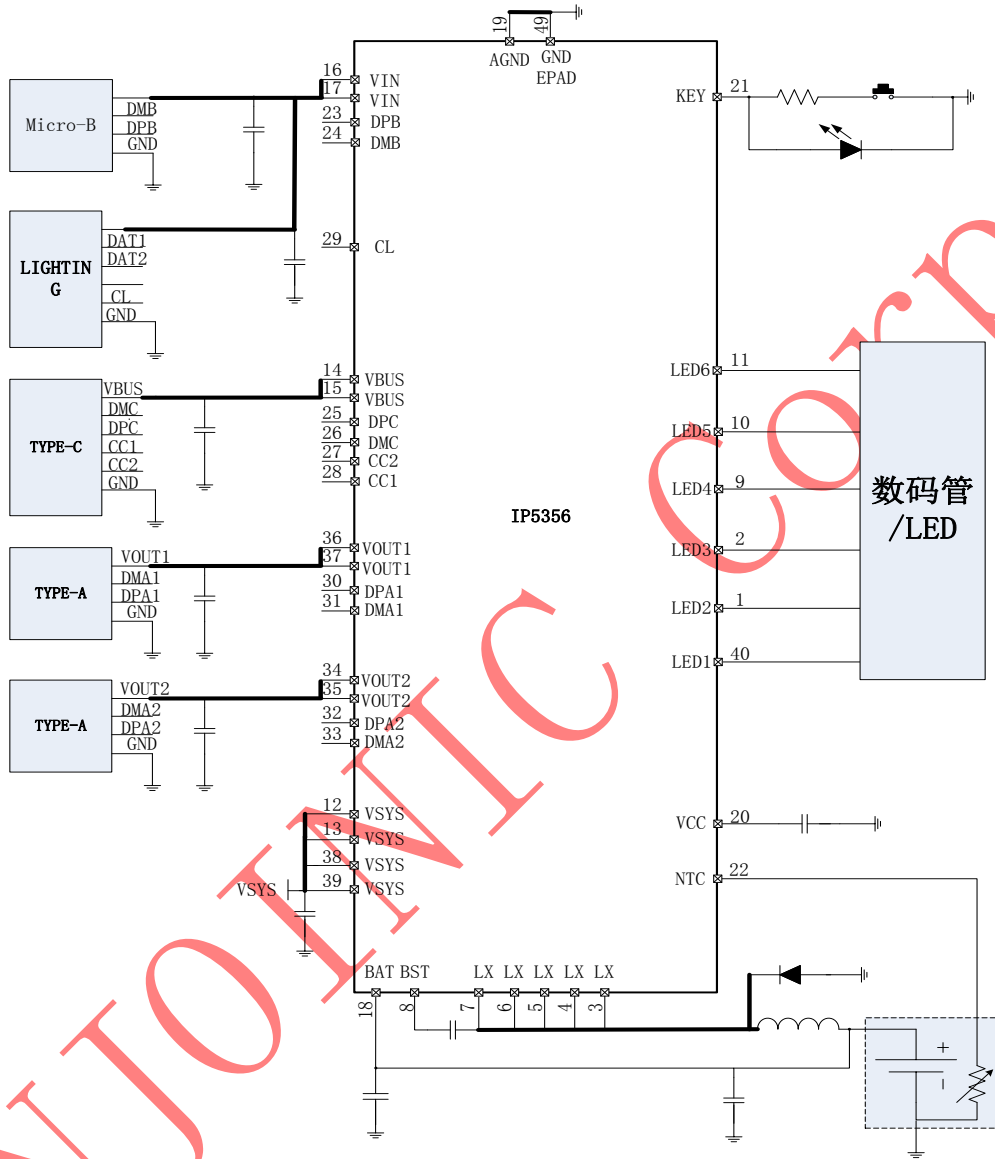 19
49
AGND
GND
EPAD
Micro-B
DMB
DPB
GND
16
VIN
17
VIN
23
DPB
24
DMB
KEY
21
LIGHTIN
G
DAT1
DAT2
CL
GND
29
CL
TYPE-C
VBUS
DMC
DPC
CC1
CC2
GND
14
VBUS
15
VBUS
25
DPC
26
DMC
27
CC2
28
CC1
IP5356
LED6
11
LED5
10
LED4
9
LED3
2
LED2
1
LED1
40
数码管
/LED
TYPE-A
VOUT1
DMA1
DPA1
GND
36
VOUT1
37
VOUT1
30
DPA1
31
DMA1
TYPE-A
VOUT2
DMA2
DPA2
GND
34
VOUT2
35
VOUT2
32
DPA2
33
DMA2
12
VSYS
13
VSYS
38
VSYS
VSYS
39
VSYS
VCC
20
NTC
22
BAT
BST
LX
LX
LX
LX
LX
18
8
7
6
5
4
3
+
-
NJOINIC Corp